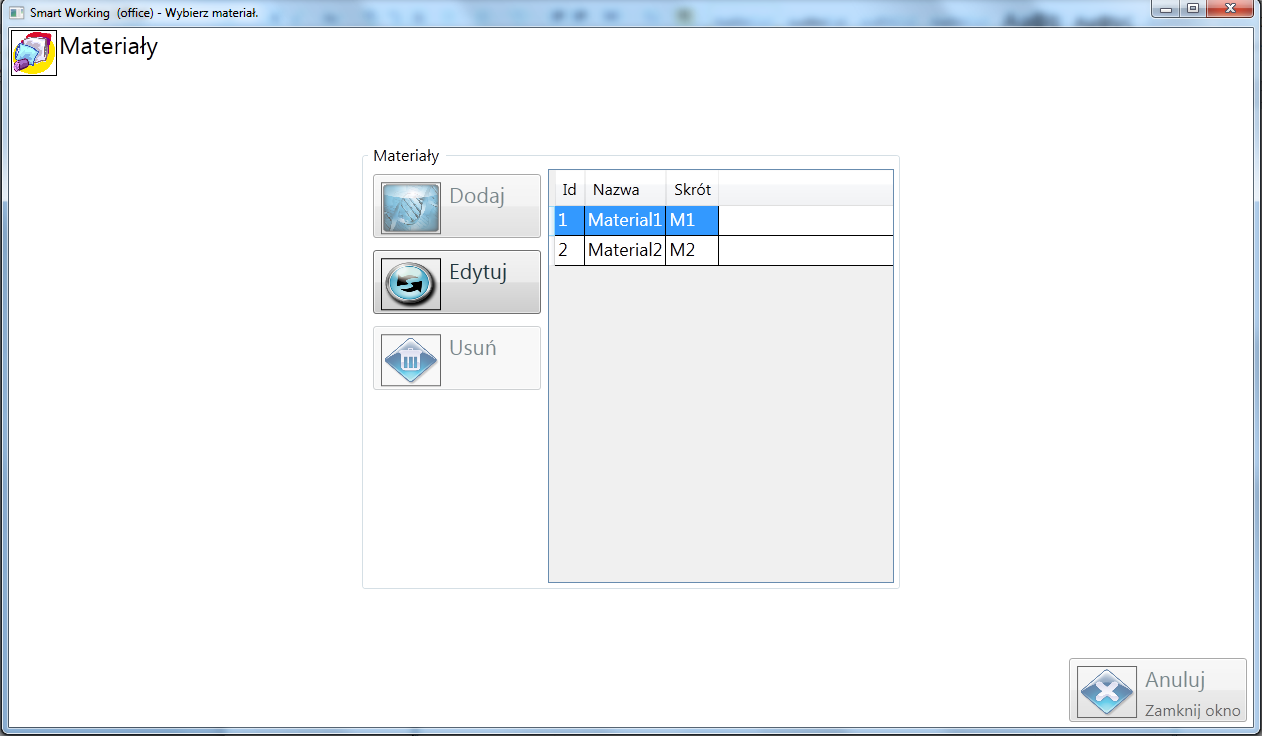 Smart Working (office) - Wybierz materiał.
Materiały
Materiały
Dodaj
Edytuj
Usuń
Id Nazwa Skrót
1 Material1 M1
2 Material2 M2
Anuluj
Zamknij okno